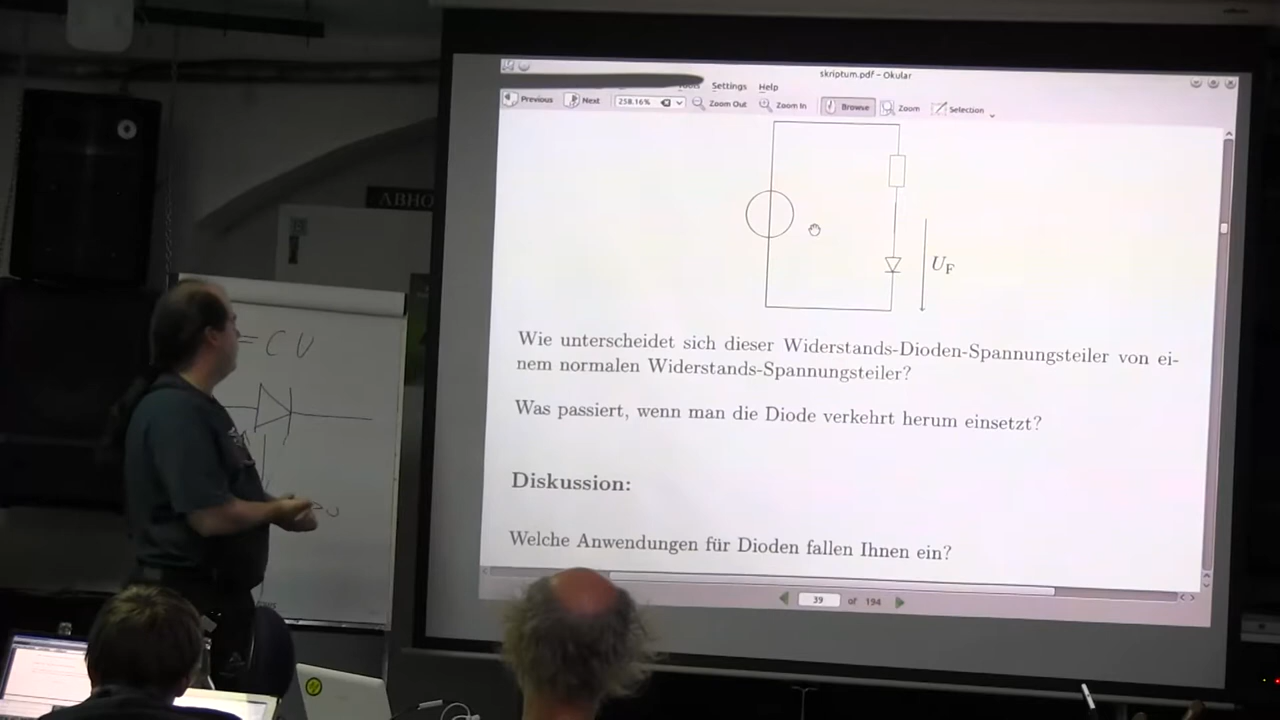 skriptum.pdf – Okular
Settings Help
Previous Next 258.16% Zoom Out Zoom In Browse Zoom Selection
ABHO
U_F
= C U
Wie unterscheidet sich dieser Widerstands-Dioden-Spannungsteiler von ei-
nem normalen Widerstands-Spannungsteiler?
Was passiert, wenn man die Diode verkehrt herum einsetzt?
Diskussion:
Welche Anwendungen für Dioden fallen Ihnen ein?
39 of 194